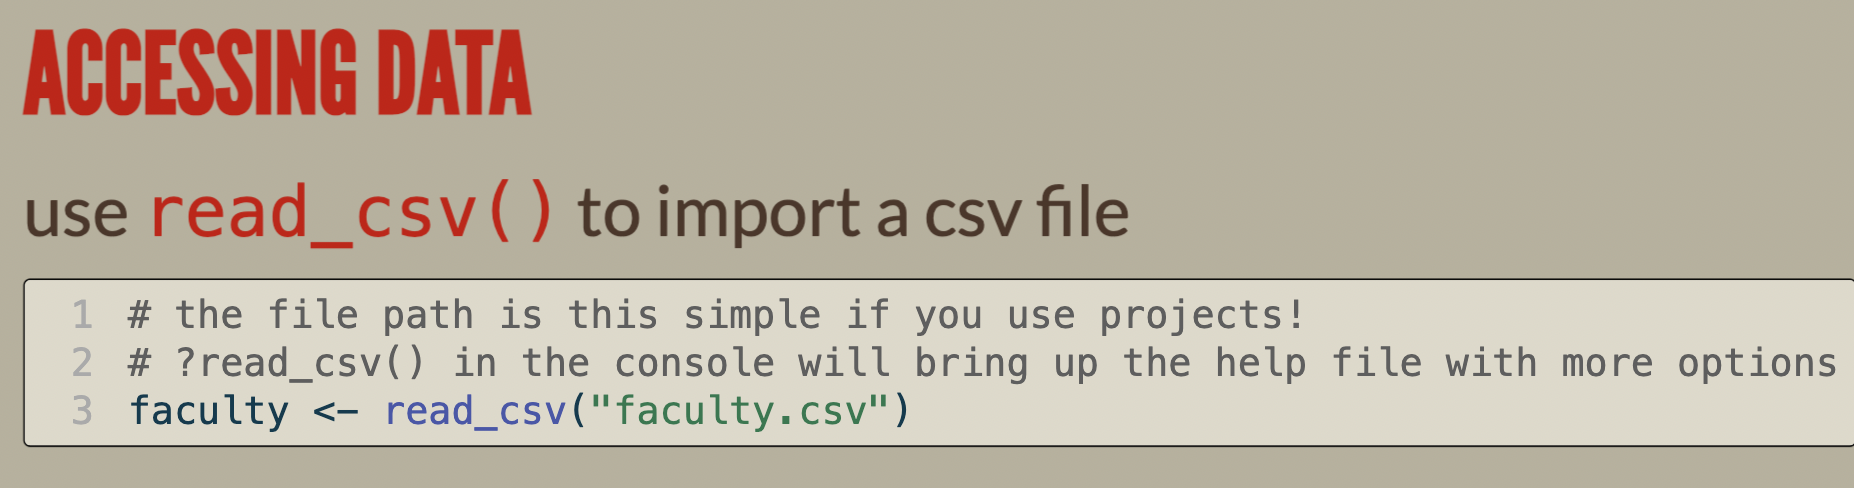 ACCESSING DATA
use read_csv() to import a csv file
1 # the file path is this simple if you use projects!
2 # ?read_csv() in the console will bring up the help file with more options
3 faculty <- read_csv("faculty.csv")